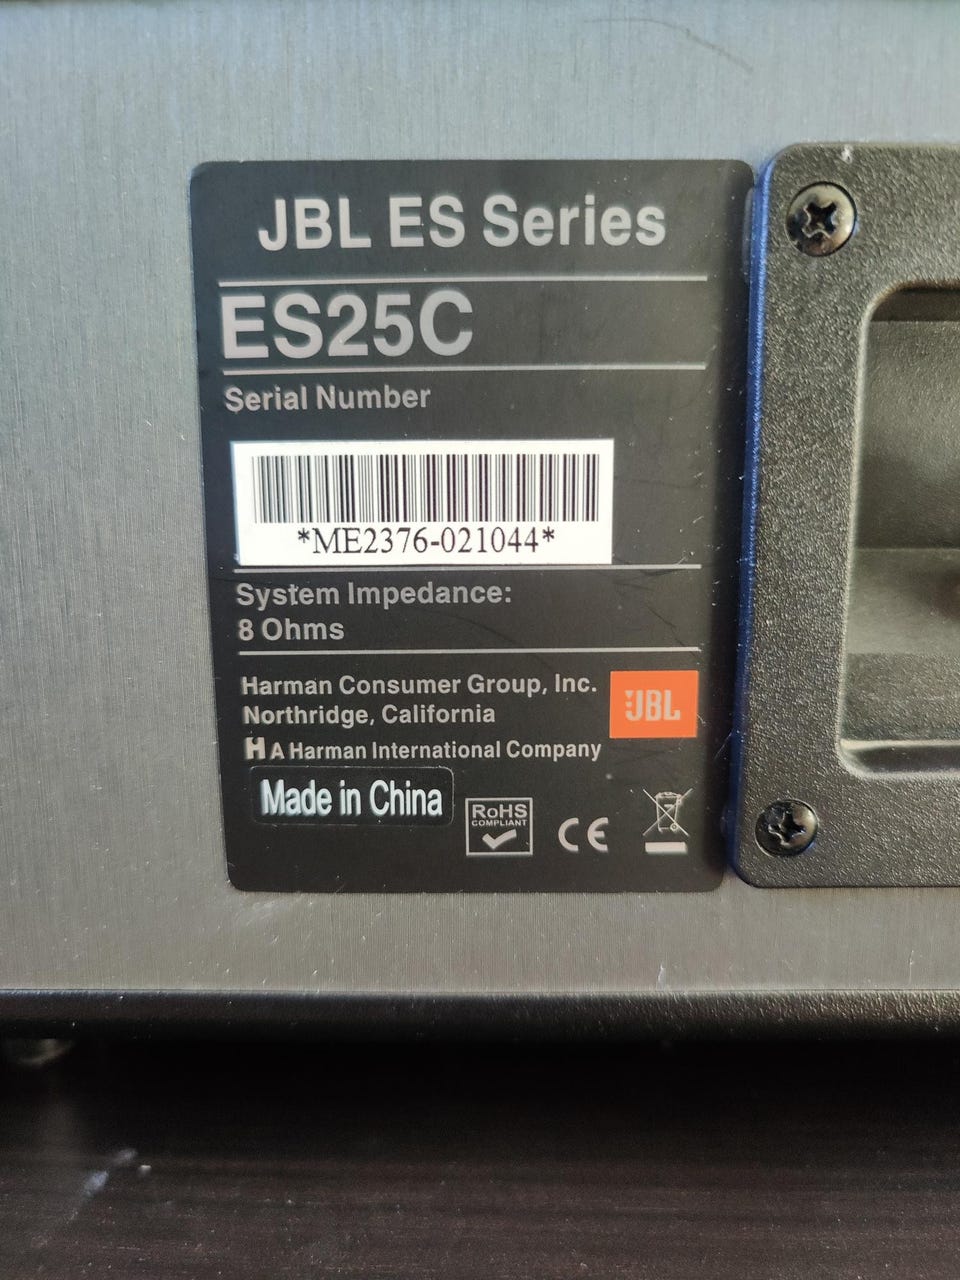 JBL ES Series
ES25C
Serial Number
*ME2376-021044*
System Impedance:
8 Ohms
Harman Consumer Group, Inc.
Northridge, California
H A Harman International Company
JBL
Made in China
RoHS
COMPLIANT
CE